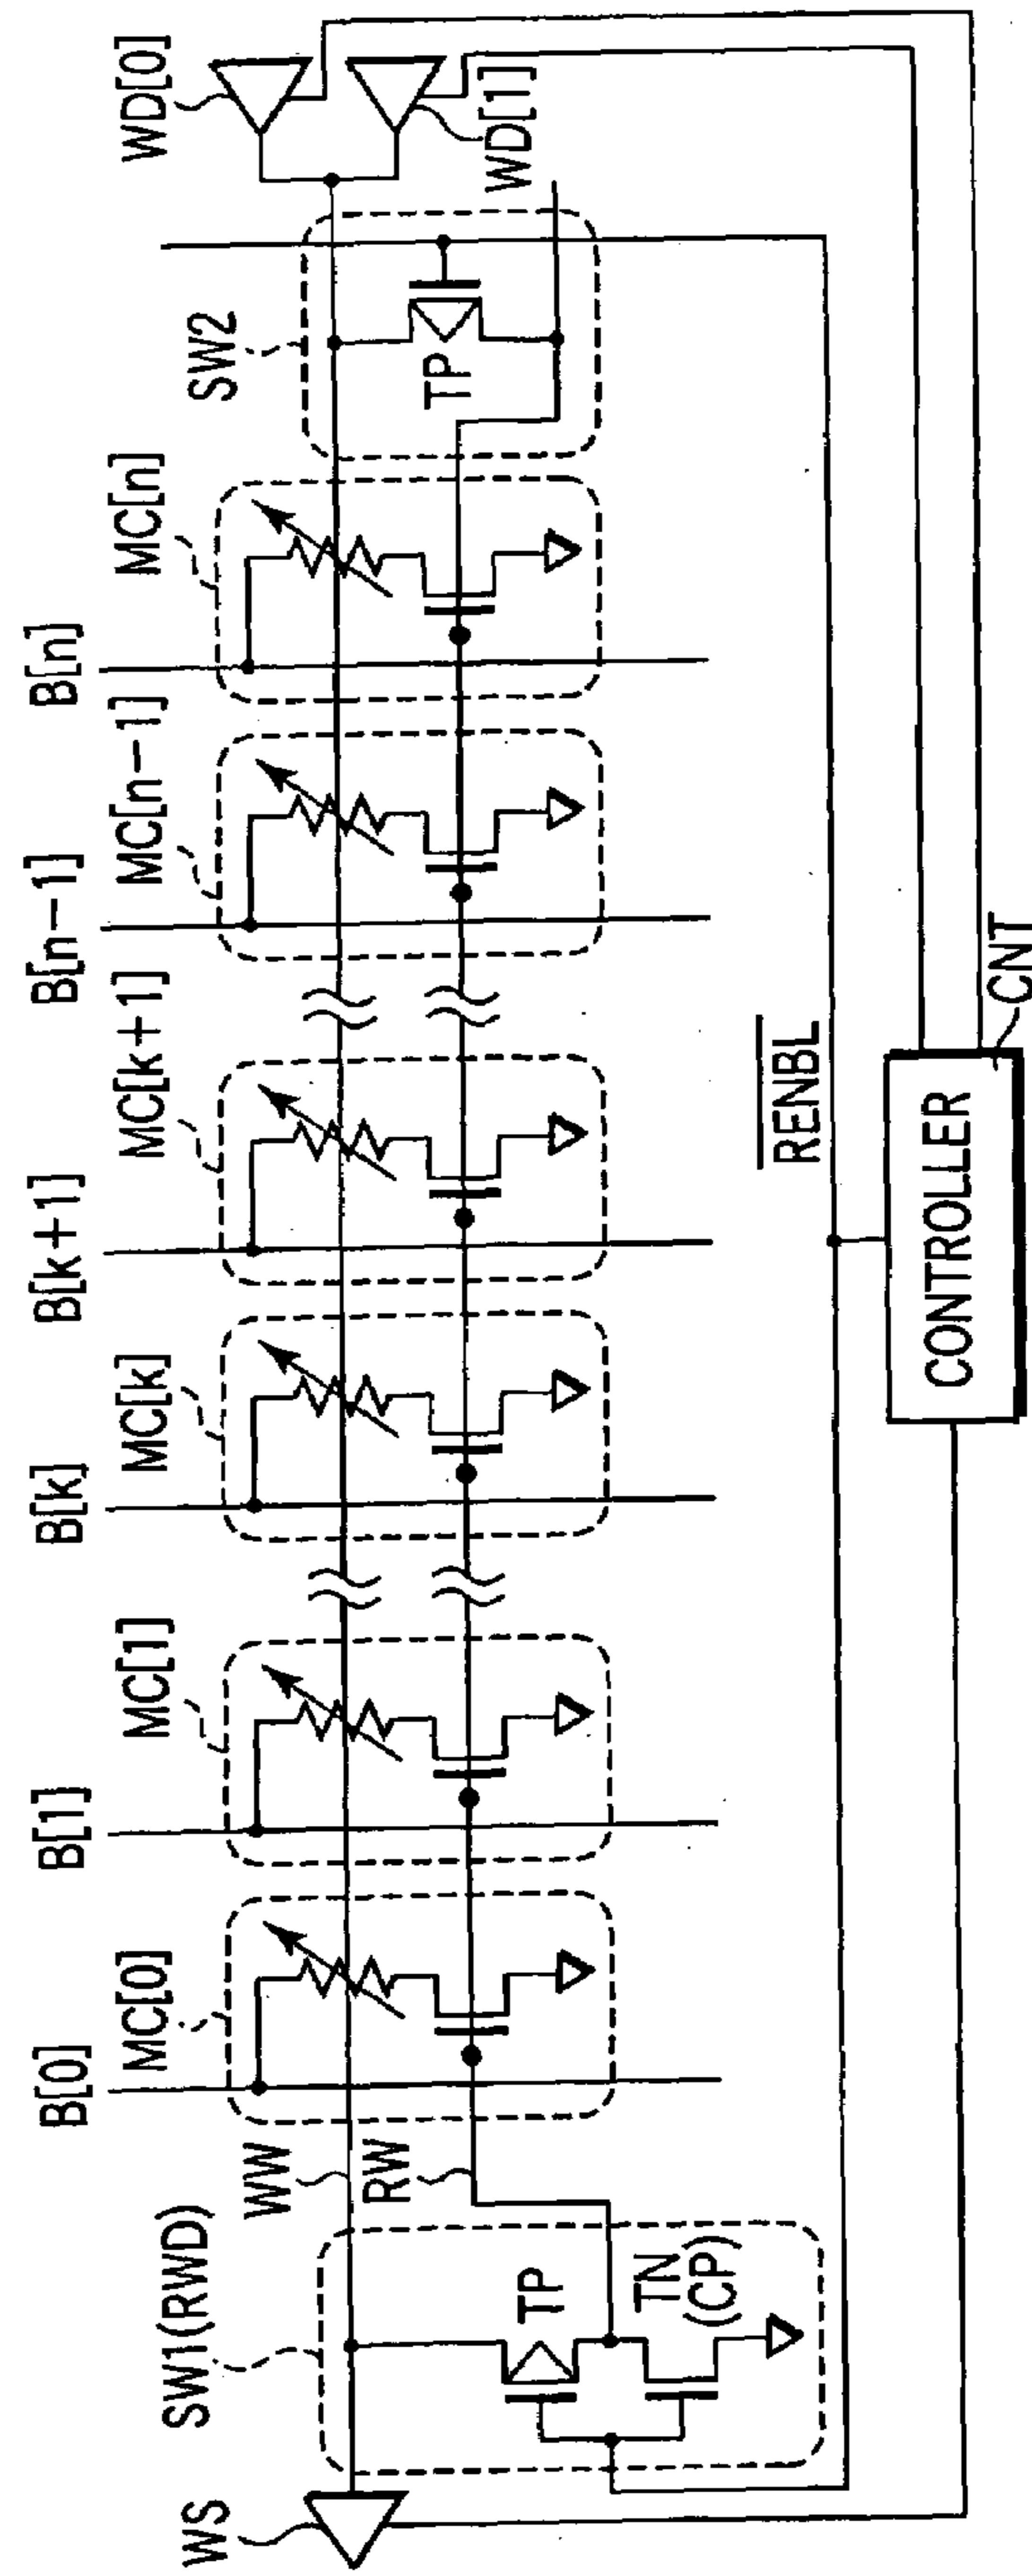 B[0]
B[1]
B[k]
B[k+1]
B[n-1]
B[n]
MC[0]
MC[1]
MC[k]
MC[k+1]
MC[n-1]
MC[n]
SW1(RWD)
WS
WW
RW
TP
TN
(CP)
SW2
TP
WD[0]
WD[1]
RENBL
CONTROLLER
CNT